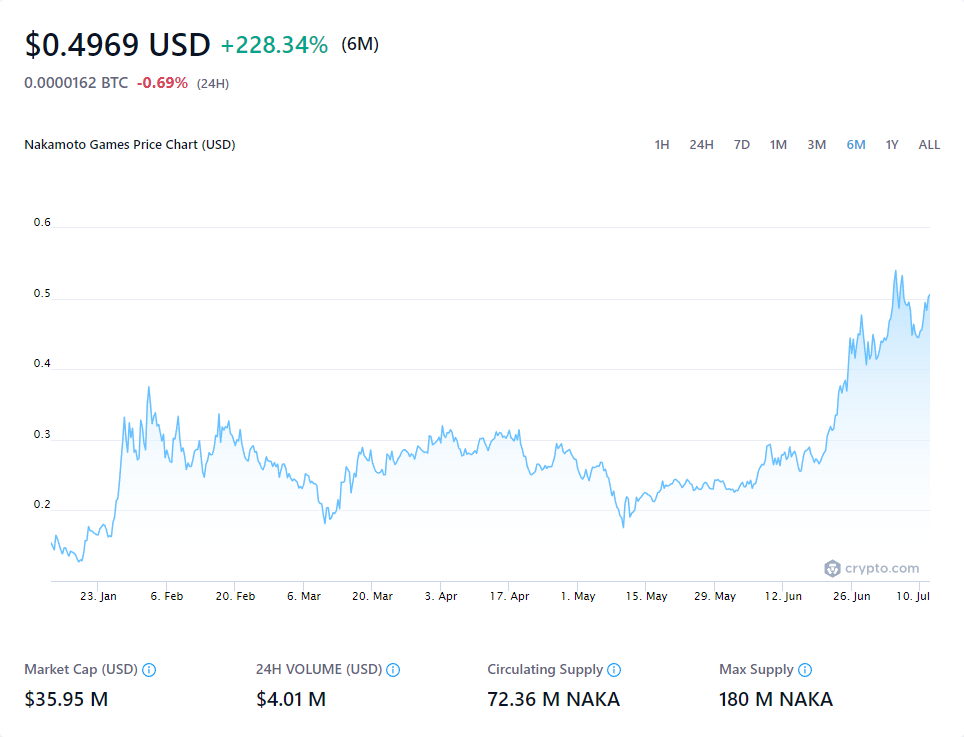 $0.4969 USD +228.34% (6M)
0.0000162 BTC -0.69% (24H)
Nakamoto Games Price Chart (USD) 1H 24H 7D 1M 3M 6M 1Y ALL
0.6
0.5
0.4
0.3
0.2
crypto.com
23. Jan 6. Feb 20. Feb 6. Mar 20. Mar 3. Apr 17. Apr 1. May 15. May 29. May 12. Jun 26. Jun 10. Jul
Market Cap (USD) 24H VOLUME (USD) Circulating Supply Max Supply
$35.95 M $4.01 M 72.36 M NAKA 180 M NAKA